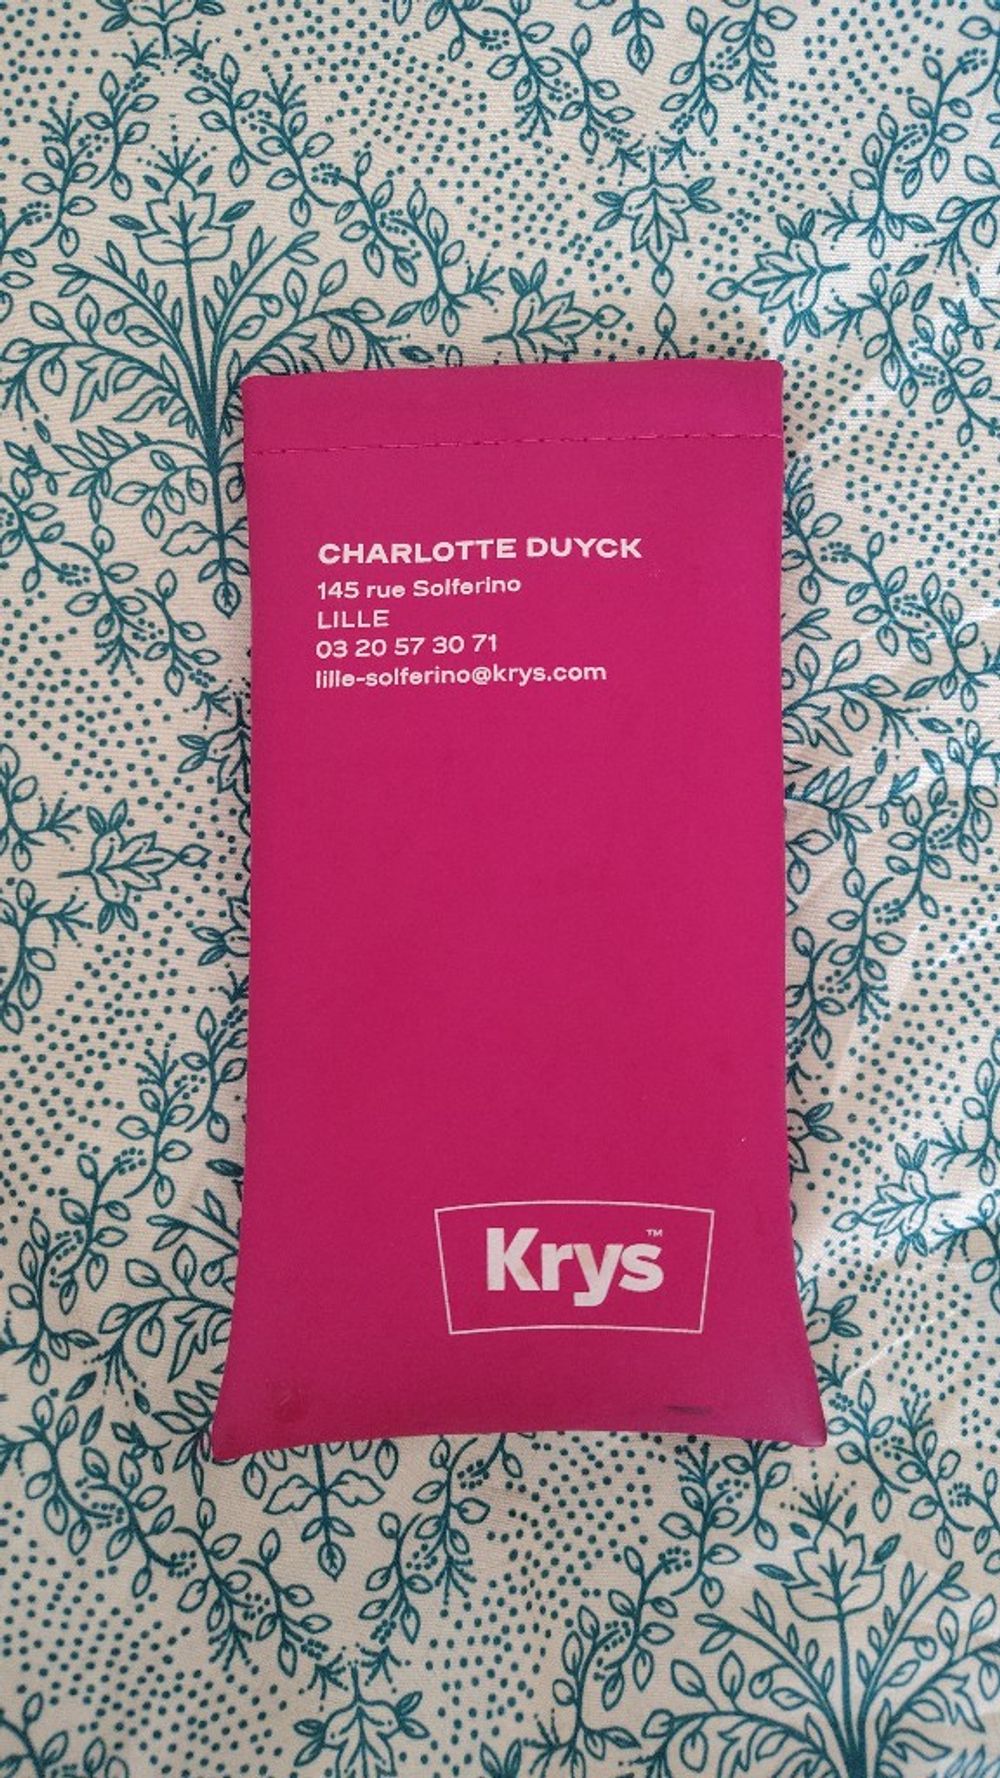 CHARLOTTE DUYCK
145 rue Solferino
LILLE
03 20 57 30 71
lille-solferino@krys.com
Krys™